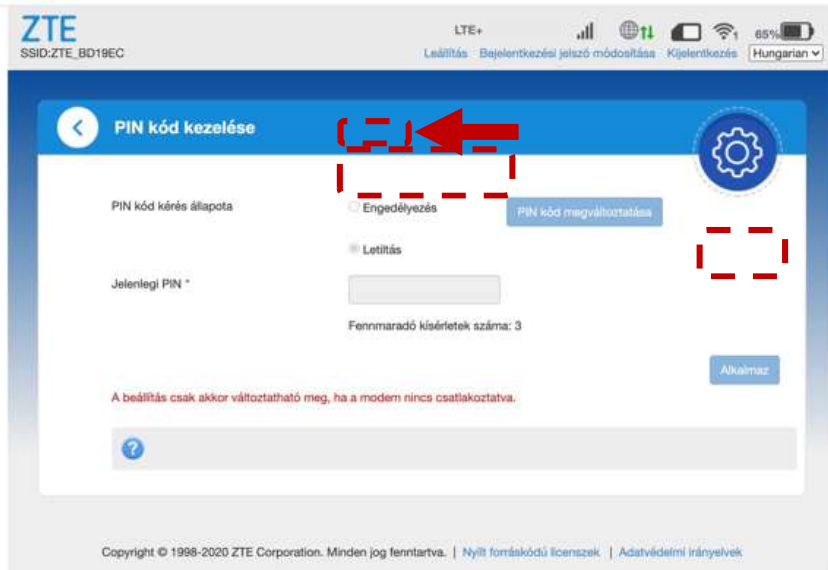 ZTE
SSID:ZTE_BD19EC
LTE+
1
65%
Leállítás Bejelentkezési jelszó módosítása Kijelentkezés Hungarian
PIN kód kezelése
PIN kód kérés állapota
Engedélyezés
PIN kód megváltoztatása
Letiltás
Jelenlegi PIN *
Fennmaradó kísérletek száma: 3
Alkalmaz
A beállítás csak akkor változtatható meg, ha a modem nincs csatlakoztatva.
?
Copyright © 1998-2020 ZTE Corporation. Minden jog fenntartva. | Nyílt forráskódú licenszek | Adatvédelmi irányelvek